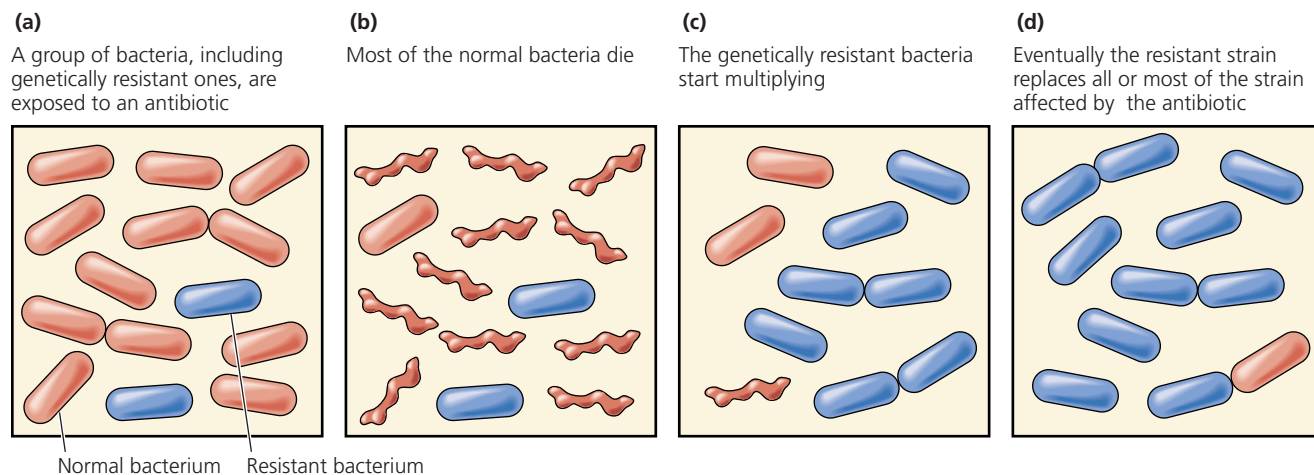 (a)
A group of bacteria, including
genetically resistant ones, are
exposed to an antibiotic
(b)
Most of the normal bacteria die
(c)
The genetically resistant bacteria
start multiplying
(d)
Eventually the resistant strain
replaces all or most of the strain
affected by the antibiotic
Normal bacterium
Resistant bacterium